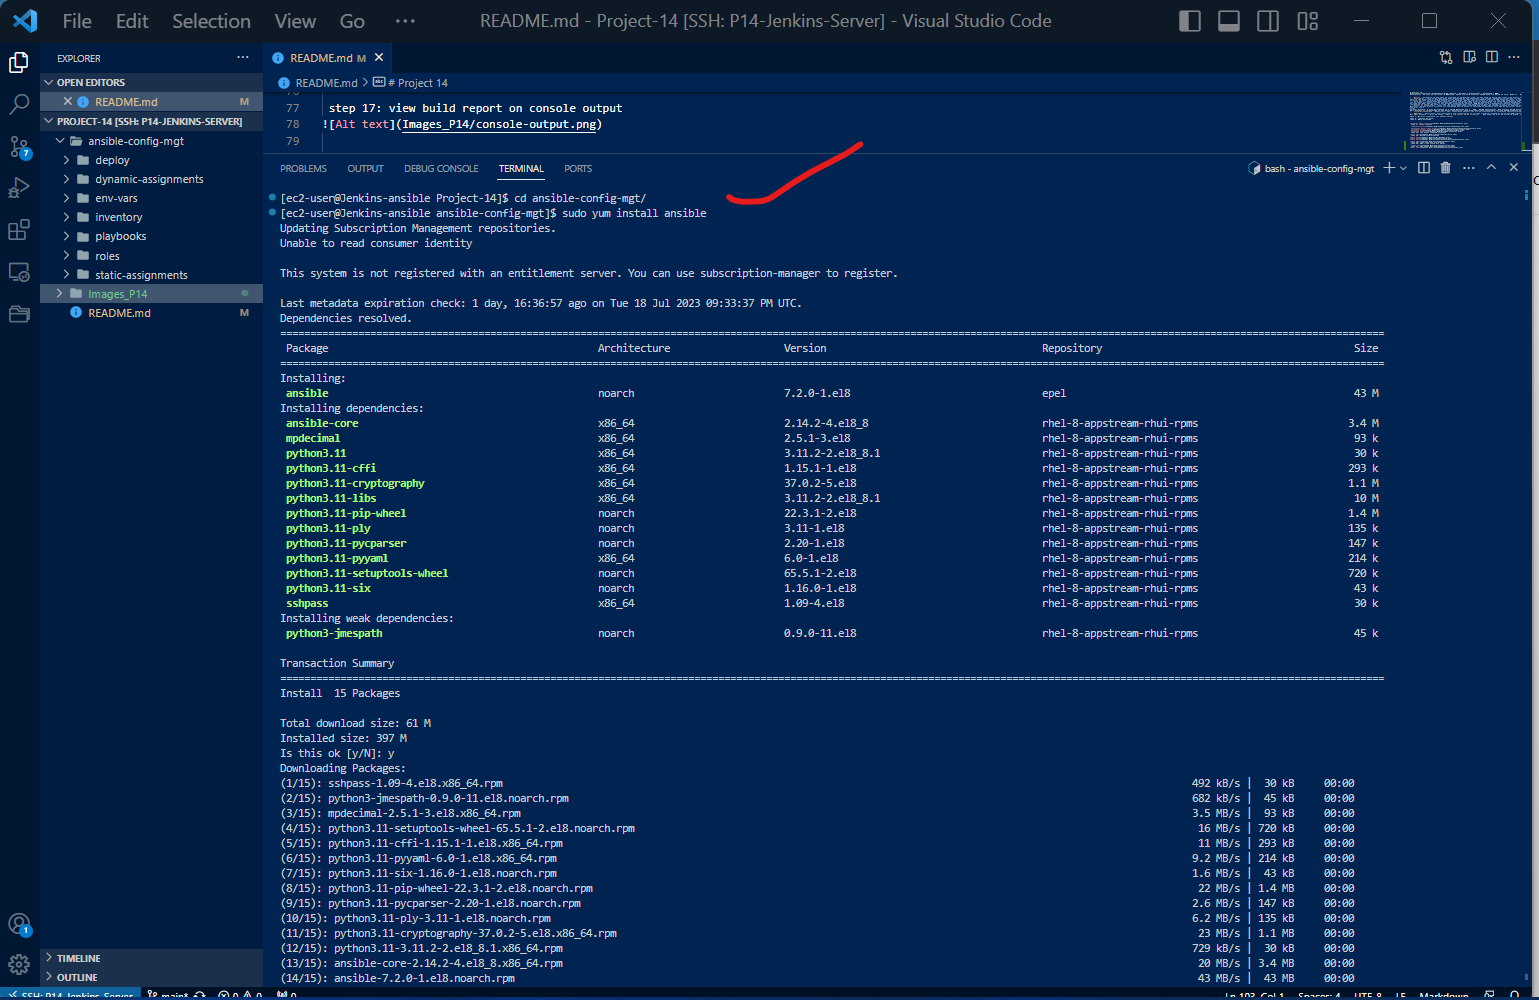 File Edit Selection View Go ··· README.md - Project-14 [SSH: P14-Jenkins-Server] - Visual Studio Code
EXPLORER ···
README.md M
OPEN EDITORS
README.md M
README.md > # Project 14
PROJECT-14 [SSH: P14-JENKINS-SERVER]
77 step 17: view build report on console output
78 ![Alt text](Images_P14/console-output.png)
79
ansible-config-mgt
deploy
dynamic-assignments
env-vars
inventory
playbooks
roles
static-assignments
Images_P14
README.md M
7
1
TIMELINE
OUTLINE
PROBLEMS OUTPUT DEBUG CONSOLE TERMINAL PORTS bash - ansible-config-mgt
[ec2-user@Jenkins-ansible Project-14]$ cd ansible-config-mgt/
[ec2-user@Jenkins-ansible ansible-config-mgt]$ sudo yum install ansible
Updating Subscription Management repositories.
Unable to read consumer identity
This system is not registered with an entitlement server. You can use subscription-manager to register.
Last metadata expiration check: 1 day, 16:36:57 ago on Tue 18 Jul 2023 09:33:37 PM UTC.
Dependencies resolved.
Package Architecture Version Repository Size
Installing:
ansible noarch 7.2.0-1.el8 epel 43 M
Installing dependencies:
ansible-core x86_64 2.14.2-4.el8_8 rhel-8-appstream-rhui-rpms 3.4 M
mpdecimal x86_64 2.5.1-3.el8 rhel-8-appstream-rhui-rpms 93 k
python3.11 x86_64 3.11.2-2.el8_8.1 rhel-8-appstream-rhui-rpms 30 k
python3.11-cffi x86_64 1.15.1-1.el8 rhel-8-appstream-rhui-rpms 293 k
python3.11-cryptography x86_64 37.0.2-5.el8 rhel-8-appstream-rhui-rpms 1.1 M
python3.11-libs x86_64 3.11.2-2.el8_8.1 rhel-8-appstream-rhui-rpms 10 M
python3.11-pip-wheel noarch 22.3.1-2.el8 rhel-8-appstream-rhui-rpms 1.4 M
python3.11-ply noarch 3.11-1.el8 rhel-8-appstream-rhui-rpms 135 k
python3.11-pycparser noarch 2.20-1.el8 rhel-8-appstream-rhui-rpms 147 k
python3.11-pyyaml x86_64 6.0-1.el8 rhel-8-appstream-rhui-rpms 214 k
python3.11-setuptools-wheel noarch 65.5.1-2.el8 rhel-8-appstream-rhui-rpms 720 k
python3.11-six noarch 1.16.0-1.el8 rhel-8-appstream-rhui-rpms 43 k
sshpass x86_64 1.09-4.el8 rhel-8-appstream-rhui-rpms 30 k
Installing weak dependencies:
python3-jmespath noarch 0.9.0-11.el8 rhel-8-appstream-rhui-rpms 45 k
Transaction Summary
Install 15 Packages
Total download size: 61 M
Installed size: 397 M
Is this ok [y/N]: y
Downloading Packages:
(1/15): sshpass-1.09-4.el8.x86_64.rpm 492 kB/s | 30 kB 00:00
(2/15): python3-jmespath-0.9.0-11.el8.noarch.rpm 682 kB/s | 45 kB 00:00
(3/15): mpdecimal-2.5.1-3.el8.x86_64.rpm 3.5 MB/s | 93 kB 00:00
(4/15): python3.11-setuptools-wheel-65.5.1-2.el8.noarch.rpm 16 MB/s | 720 kB 00:00
(5/15): python3.11-cffi-1.15.1-1.el8.x86_64.rpm 11 MB/s | 293 kB 00:00
(6/15): python3.11-pyyaml-6.0-1.el8.x86_64.rpm 9.2 MB/s | 214 kB 00:00
(7/15): python3.11-six-1.16.0-1.el8.noarch.rpm 1.6 MB/s | 43 kB 00:00
(8/15): python3.11-pip-wheel-22.3.1-2.el8.noarch.rpm 22 MB/s | 1.4 MB 00:00
(9/15): python3.11-pycparser-2.20-1.el8.noarch.rpm 2.6 MB/s | 147 kB 00:00
(10/15): python3.11-ply-3.11-1.el8.noarch.rpm 6.2 MB/s | 135 kB 00:00
(11/15): python3.11-cryptography-37.0.2-5.el8.x86_64.rpm 23 MB/s | 1.1 MB 00:00
(12/15): python3.11-3.11.2-2.el8_8.1.x86_64.rpm 729 kB/s | 30 kB 00:00
(13/15): ansible-core-2.14.2-4.el8_8.x86_64.rpm 20 MB/s | 3.4 MB 00:00
(14/15): ansible-7.2.0-1.el8.noarch.rpm 43 MB/s | 43 MB 00:00
SSH: P14-Jenkins-Server main* 0 0 0 Ln 103, Col 1 Spaces: 4 UTF-8 LF Markdown